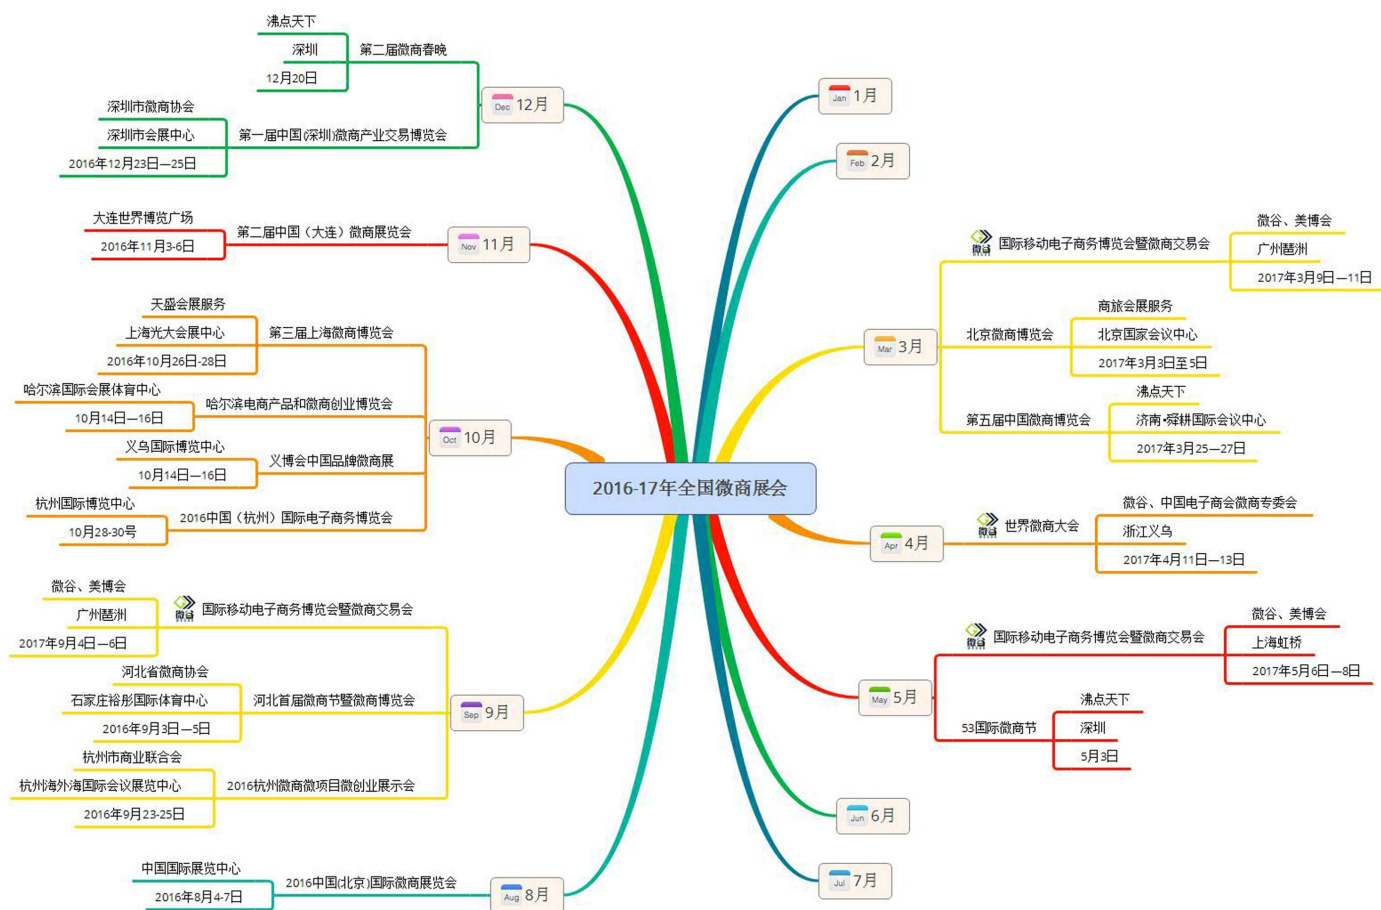 2016-17年全国微商展会
Jan
1月
Feb
2月
Mar
3月
微谷
国际移动电子商务博览会暨微商交易会
微谷、美博会
广州琶洲
2017年3月9日—11日
北京微商博览会
商旅会展服务
北京国家会议中心
2017年3月3日至5日
第五届中国微商博览会
沸点天下
济南•舜耕国际会议中心
2017年3月25—27日
Apr
4月
微谷
世界微商大会
微谷、中国电子商会微商专委会
浙江义乌
2017年4月11日—13日
May
5月
微谷
国际移动电子商务博览会暨微商交易会
微谷、美博会
上海虹桥
2017年5月6日—8日
53国际微商节
沸点天下
深圳
5月3日
Jun
6月
Jul
7月
Aug
8月
2016中国(北京)国际微商展览会
中国国际展览中心
2016年8月4-7日
Sep
9月
微谷
国际移动电子商务博览会暨微商交易会
微谷、美博会
广州琶洲
2017年9月4日—6日
河北首届微商节暨微商博览会
河北省微商协会
石家庄裕彤国际体育中心
2016年9月3日—5日
2016杭州微商微项目微创业展示会
杭州市商业联合会
杭州海外海国际会议展览中心
2016年9月23-25日
Oct
10月
第三届上海微商博览会
天盛会展服务
上海光大会展中心
2016年10月26日-28日
哈尔滨电商产品和微商创业博览会
哈尔滨国际会展体育中心
10月14日—16日
义博会中国品牌微商展
义乌国际博览中心
10月14日—16日
2016中国（杭州）国际电子商务博览会
杭州国际博览中心
10月28-30号
Nov
11月
第二届中国（大连）微商展览会
大连世界博览广场
2016年11月3-6日
Dec
12月
第二届微商春晚
沸点天下
深圳
12月20日
第一届中国(深圳)微商产业交易博览会
深圳市微商协会
深圳市会展中心
2016年12月23日—25日